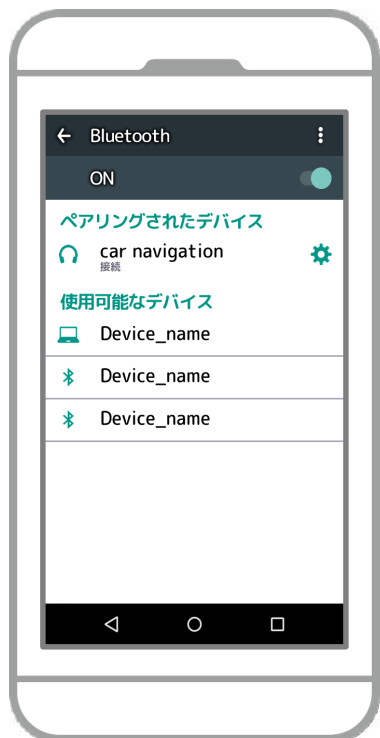 Bluetooth
ON
ペアリングされたデバイス
car navigation
接続
使用可能なデバイス
Device_name
Device_name
Device_name